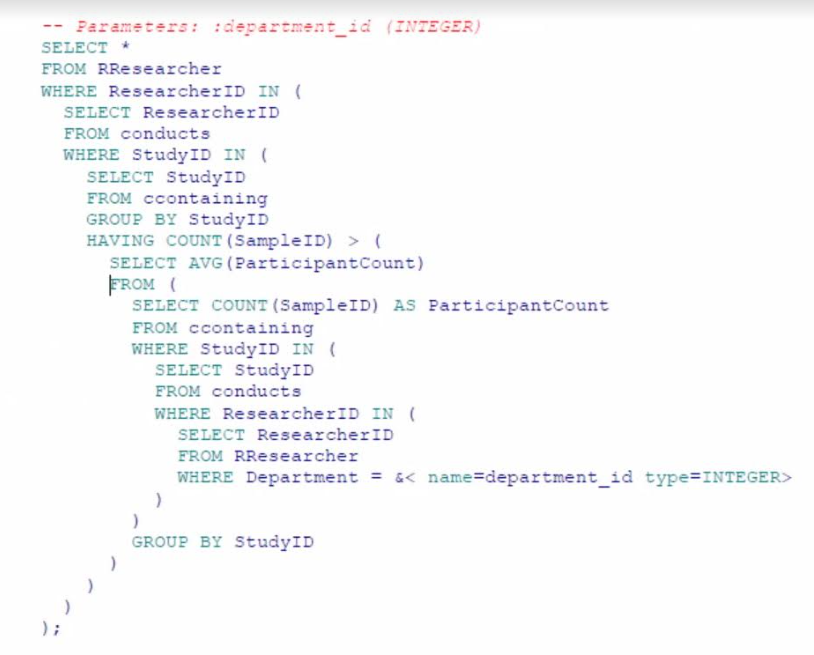 -- Parameters: :department_id (INTEGER)
SELECT *
FROM RResearcher
WHERE ResearcherID IN (
SELECT ResearcherID
FROM conducts
WHERE StudyID IN (
SELECT StudyID
FROM ccontaining
GROUP BY StudyID
HAVING COUNT(SampleID) > (
SELECT AVG(ParticipantCount)
FROM (
SELECT COUNT(SampleID) AS ParticipantCount
FROM ccontaining
WHERE StudyID IN (
SELECT StudyID
FROM conducts
WHERE ResearcherID IN (
SELECT ResearcherID
FROM RResearcher
WHERE Department = &< name=department_id type=INTEGER>
)
)
GROUP BY StudyID
)
)
)
);